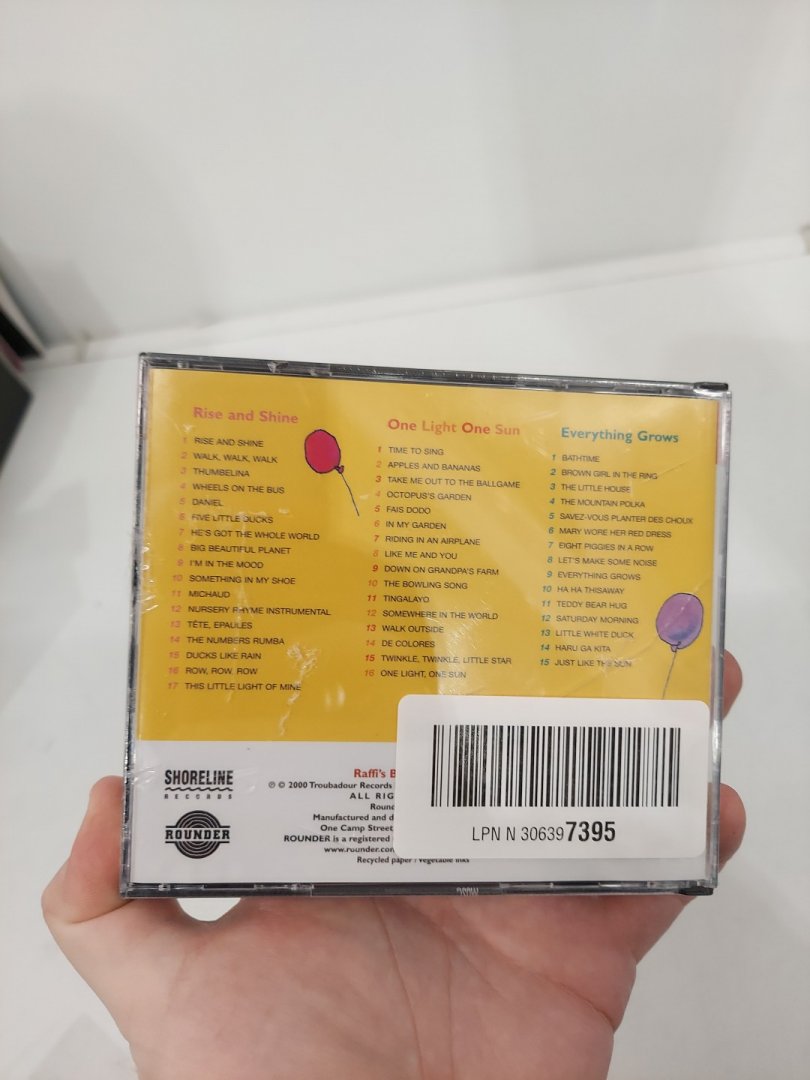 Rise and Shine
1 RISE AND SHINE
2 WALK, WALK, WALK
3 THUMBELINA
4 WHEELS ON THE BUS
5 DANIEL
6 FIVE LITTLE DUCKS
7 HE'S GOT THE WHOLE WORLD
8 BIG BEAUTIFUL PLANET
9 I'M IN THE MOOD
10 SOMETHING IN MY SHOE
11 MICHAUD
12 NURSERY RHYME INSTRUMENTAL
13 TÊTE, EPAULES
14 THE NUMBERS RUMBA
15 DUCKS LIKE RAIN
16 ROW, ROW, ROW
17 THIS LITTLE LIGHT OF MINE
One Light One Sun
1 TIME TO SING
2 APPLES AND BANANAS
3 TAKE ME OUT TO THE BALLGAME
4 OCTOPUS'S GARDEN
5 FAIS DODO
6 IN MY GARDEN
7 RIDING IN AN AIRPLANE
8 LIKE ME AND YOU
9 DOWN ON GRANDPA'S FARM
10 THE BOWLING SONG
11 TINGALAYO
12 SOMEWHERE IN THE WORLD
13 WALK OUTSIDE
14 DE COLORES
15 TWINKLE, TWINKLE, LITTLE STAR
16 ONE LIGHT, ONE SUN
Everything Grows
1 BATHTIME
2 BROWN GIRL IN THE RING
3 THE LITTLE HOUSE
4 THE MOUNTAIN POLKA
5 SAVEZ-VOUS PLANTER DES CHOUX
6 MARY WORE HER RED DRESS
7 EIGHT PIGGIES IN A ROW
8 LET'S MAKE SOME NOISE
9 EVERYTHING GROWS
10 HA HA THISAWAY
11 TEDDY BEAR HUG
12 SATURDAY MORNING
13 LITTLE WHITE DUCK
14 HARU GA KITA
15 JUST LIKE THE SUN
SHORELINE
RECORDS
ROUNDER
Raffi's B
℗ © 2000 Troubadour Records
ALL RIG
Roun
Manufactured and d
One Camp Street
ROUNDER is a registered
www.rounder.co
Recycled paper / vegetable inks
LPN N 306397395